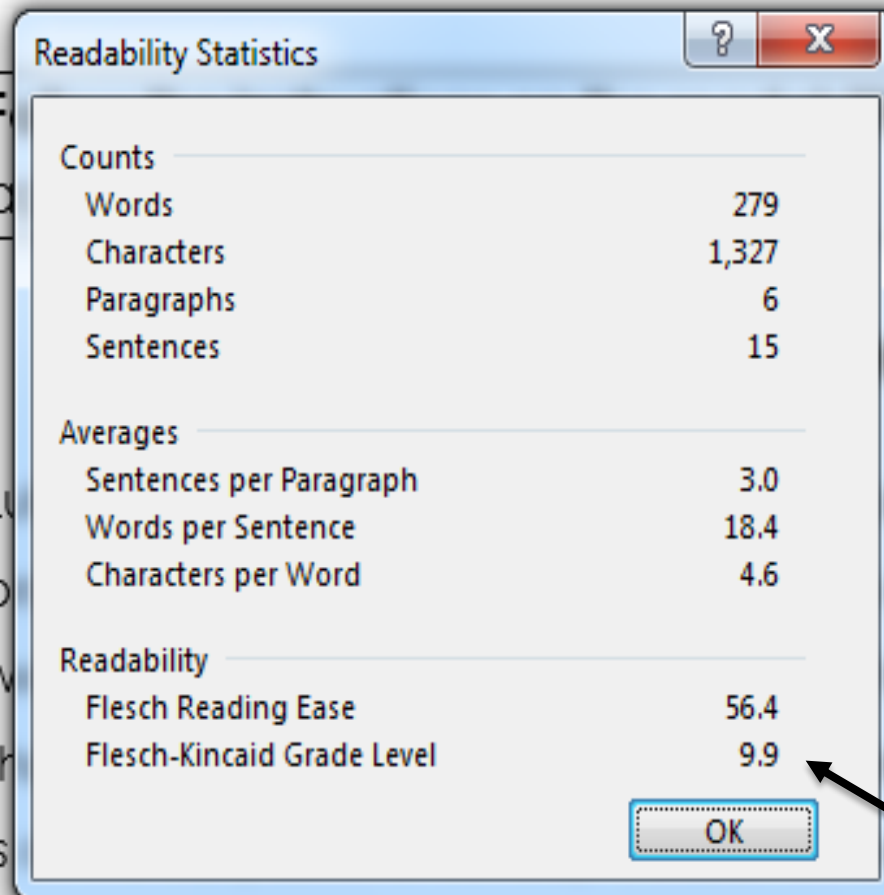 Readability Statistics
Counts
Words 279
Characters 1,327
Paragraphs 6
Sentences 15
Averages
Sentences per Paragraph 3.0
Words per Sentence 18.4
Characters per Word 4.6
Readability
Flesch Reading Ease 56.4
Flesch-Kincaid Grade Level 9.9
OK